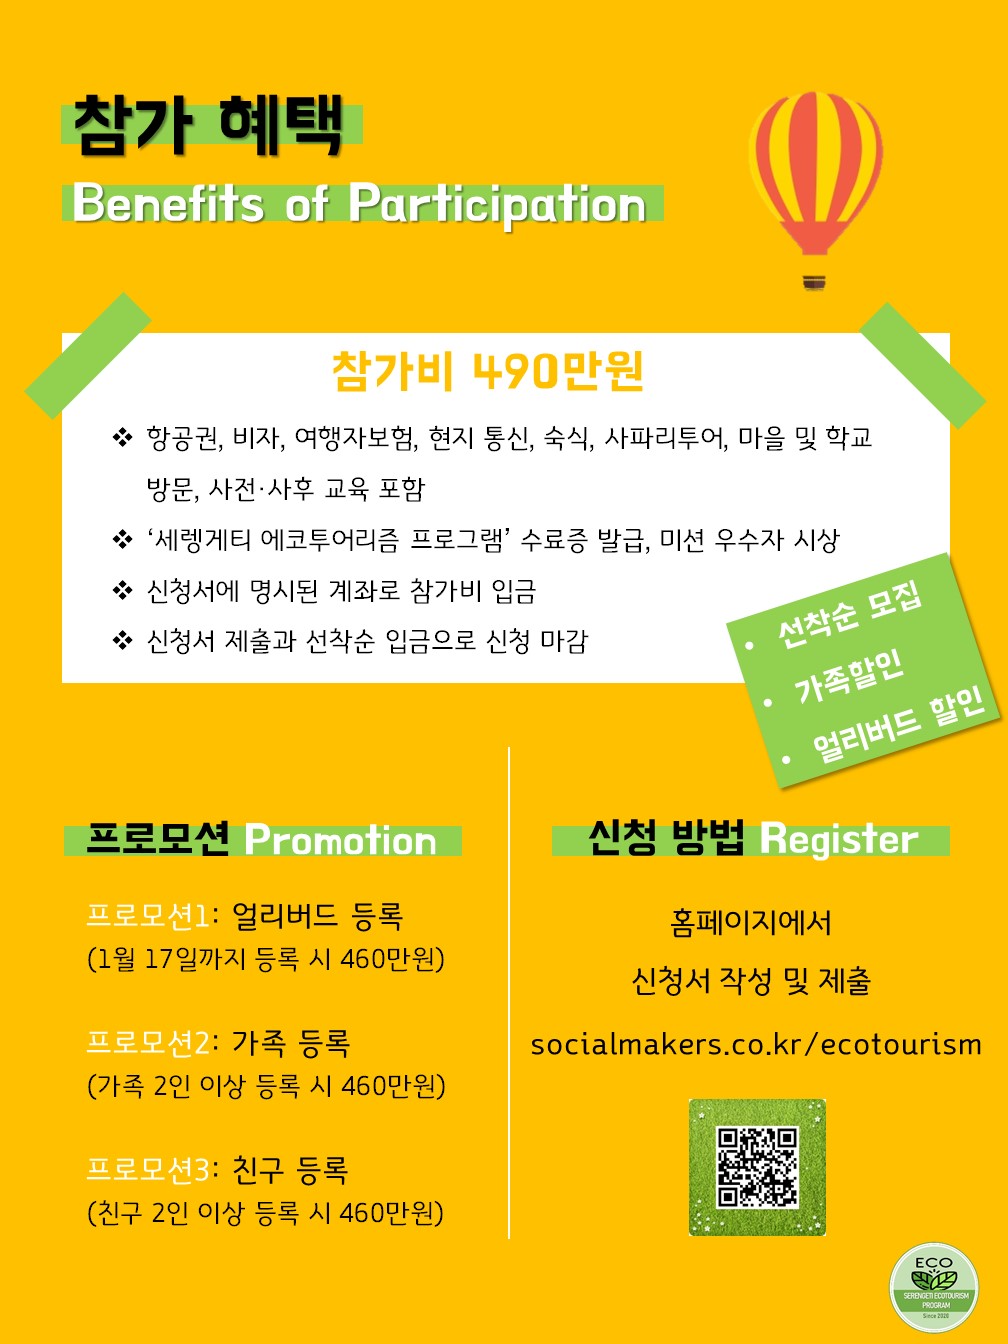 참가 혜택
Benefits of Participation
참가비 490만원
❖ 항공권, 비자, 여행자보험, 현지 통신, 숙식, 사파리투어, 마을 및 학교
방문, 사전·사후 교육 포함
❖ ‘세렝게티 에코투어리즘 프로그램’ 수료증 발급, 미션 우수자 시상
❖ 신청서에 명시된 계좌로 참가비 입금
❖ 신청서 제출과 선착순 입금으로 신청 마감
• 선착순 모집
• 가족할인
• 얼리버드 할인
프로모션 Promotion
프로모션1: 얼리버드 등록
(1월 17일까지 등록 시 460만원)
프로모션2: 가족 등록
(가족 2인 이상 등록 시 460만원)
프로모션3: 친구 등록
(친구 2인 이상 등록 시 460만원)
신청 방법 Register
홈페이지에서
신청서 작성 및 제출
socialmakers.co.kr/ecotourism
ECO
SERENGETI ECOTOURISM
PROGRAM
Since 2020